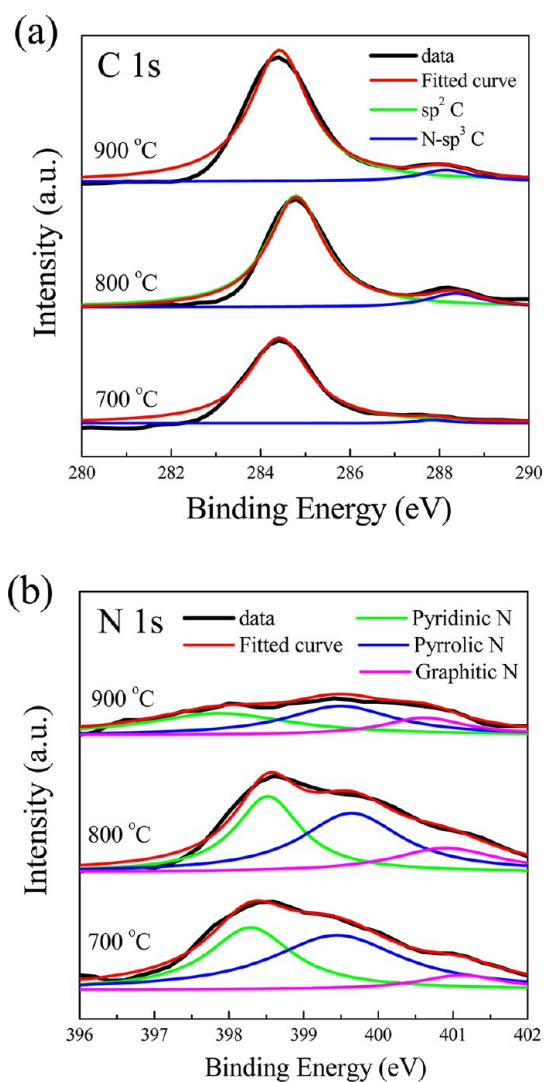 (a)
C 1s
data
Fitted curve
sp² C
N-sp³ C
900 °C
800 °C
700 °C
Intensity (a.u.)
280 282 284 286 288 290
Binding Energy (eV)
(b)
N 1s
data
Fitted curve
Pyridinic N
Pyrrolic N
Graphitic N
900 °C
800 °C
700 °C
Intensity (a.u.)
396 397 398 399 400 401 402
Binding Energy (eV)